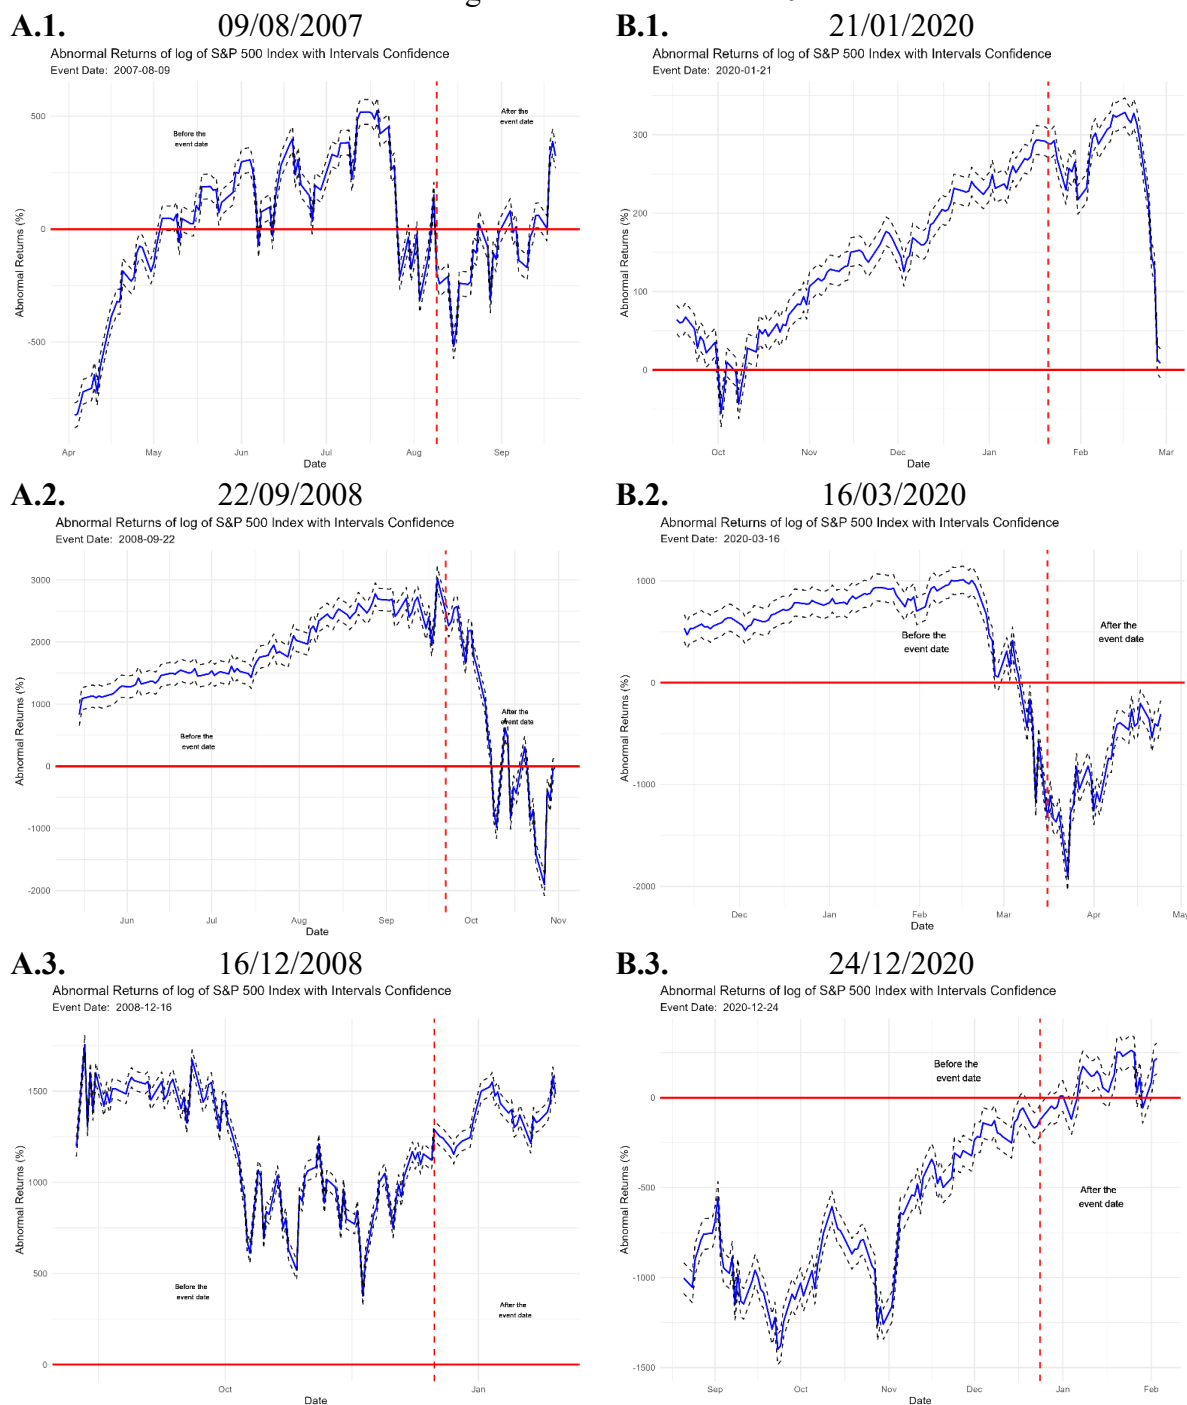 A.1. 09/08/2007
Abnormal Returns of log of S&P 500 Index with Intervals Confidence
Event Date: 2007-08-09
Before the
event date
After the
event date
500
0
-500
Abnormal Returns (%)
Apr May Jun Jul Aug Sep
Date
B.1. 21/01/2020
Abnormal Returns of log of S&P 500 Index with Intervals Confidence
Event Date: 2020-01-21
300
200
100
0
Abnormal Returns (%)
Oct Nov Dec Jan Feb Mar
Date
A.2. 22/09/2008
Abnormal Returns of log of S&P 500 Index with Intervals Confidence
Event Date: 2008-09-22
3000
2000
1000
0
-1000
-2000
Abnormal Returns (%)
Before the
event date
After the
event date
Jun Jul Aug Sep Oct Nov
Date
B.2. 16/03/2020
Abnormal Returns of log of S&P 500 Index with Intervals Confidence
Event Date: 2020-03-16
1000
0
-1000
-2000
Abnormal Returns (%)
Before the
event date
After the
event date
Dec Jan Feb Mar Apr May
Date
A.3. 16/12/2008
Abnormal Returns of log of S&P 500 Index with Intervals Confidence
Event Date: 2008-12-16
1500
1000
500
0
Abnormal Returns (%)
Before the
event date
After the
event date
Oct Jan
Date
B.3. 24/12/2020
Abnormal Returns of log of S&P 500 Index with Intervals Confidence
Event Date: 2020-12-24
Before the
event date
0
-500
-1000
-1500
Abnormal Returns (%)
After the
event date
Sep Oct Nov Dec Jan Feb
Date